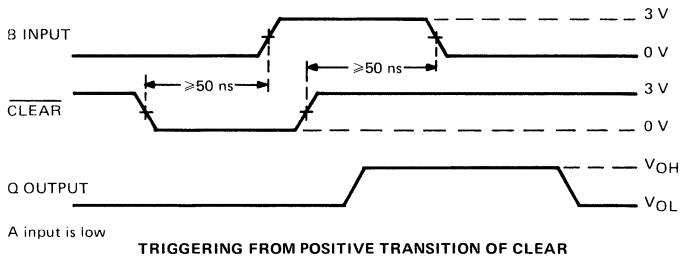 3 V
B INPUT
0 V
≥50 ns
≥50 ns
3 V
CLEAR
0 V
VOH
Q OUTPUT
VOL
A input is low
TRIGGERING FROM POSITIVE TRANSITION OF CLEAR